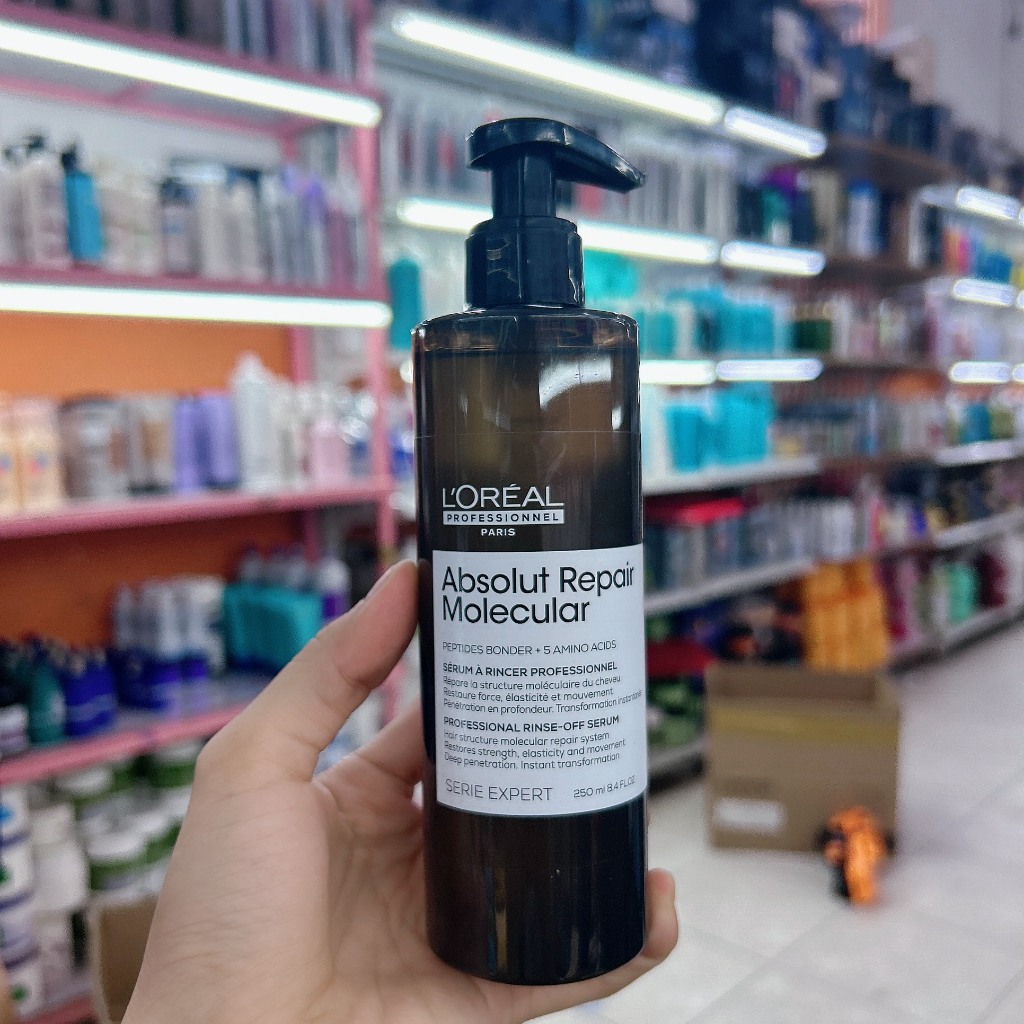 L'ORÉAL
PROFESSIONNEL
PARIS
Absolut Repair
Molecular
PEPTIDES BONDER + 5 AMINO ACIDS
SÉRUM À RINCER PROFESSIONNEL
Répare la structure moléculaire du cheveu
Restaure force, élasticité et mouvement
Pénétration en profondeur. Transformation instantanée
PROFESSIONAL RINSE-OFF SERUM
Hair structure molecular repair system
Restores strength, elasticity and movement
Deep penetration. Instant transformation
SERIE EXPERT 250 ml 8.4 FL.OZ.